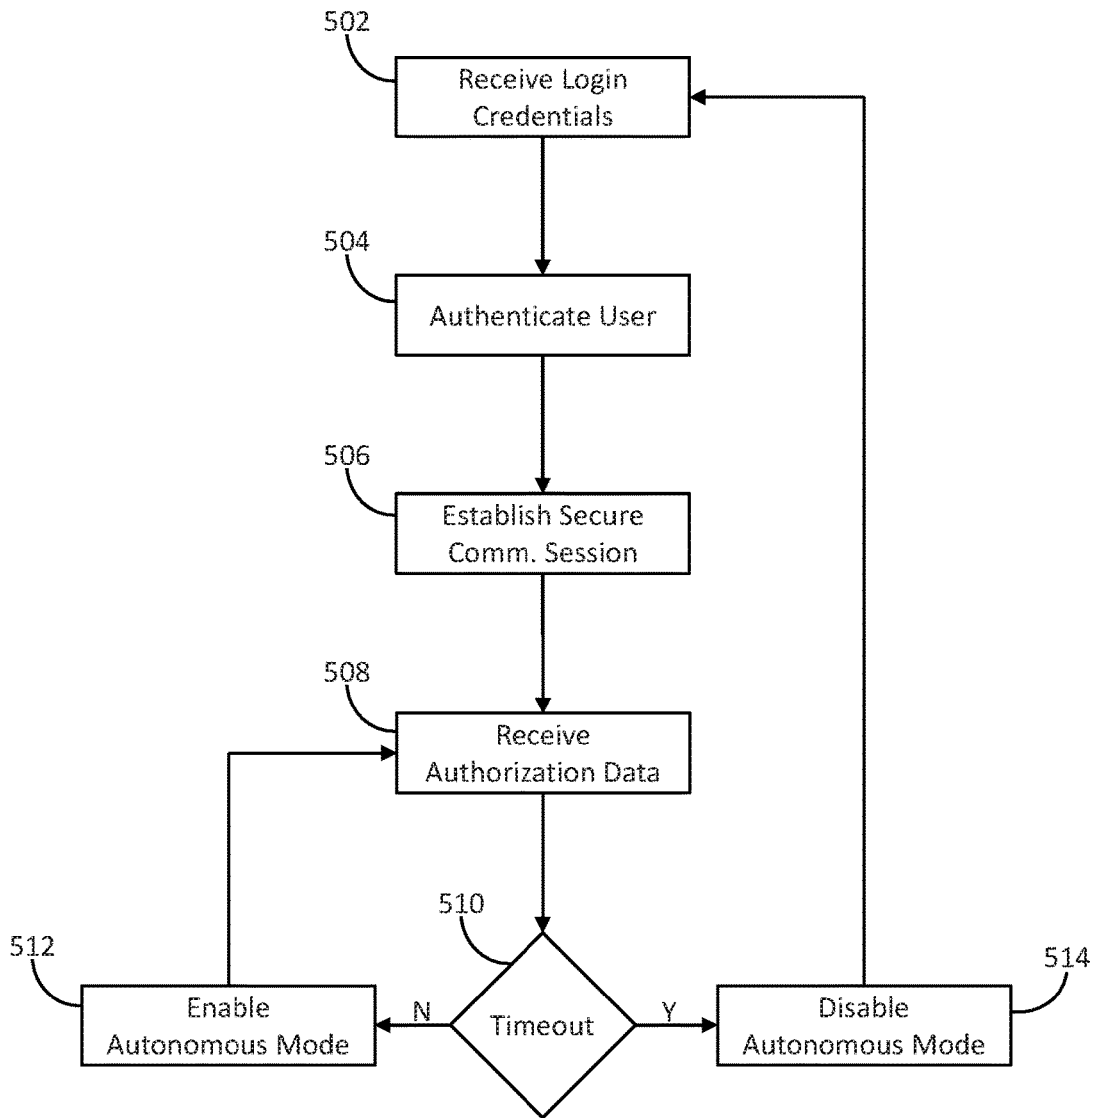 502
Receive Login
Credentials
504
Authenticate User
506
Establish Secure
Comm. Session
508
Receive
Authorization Data
510
Timeout
N
Y
512
Enable
Autonomous Mode
514
Disable
Autonomous Mode